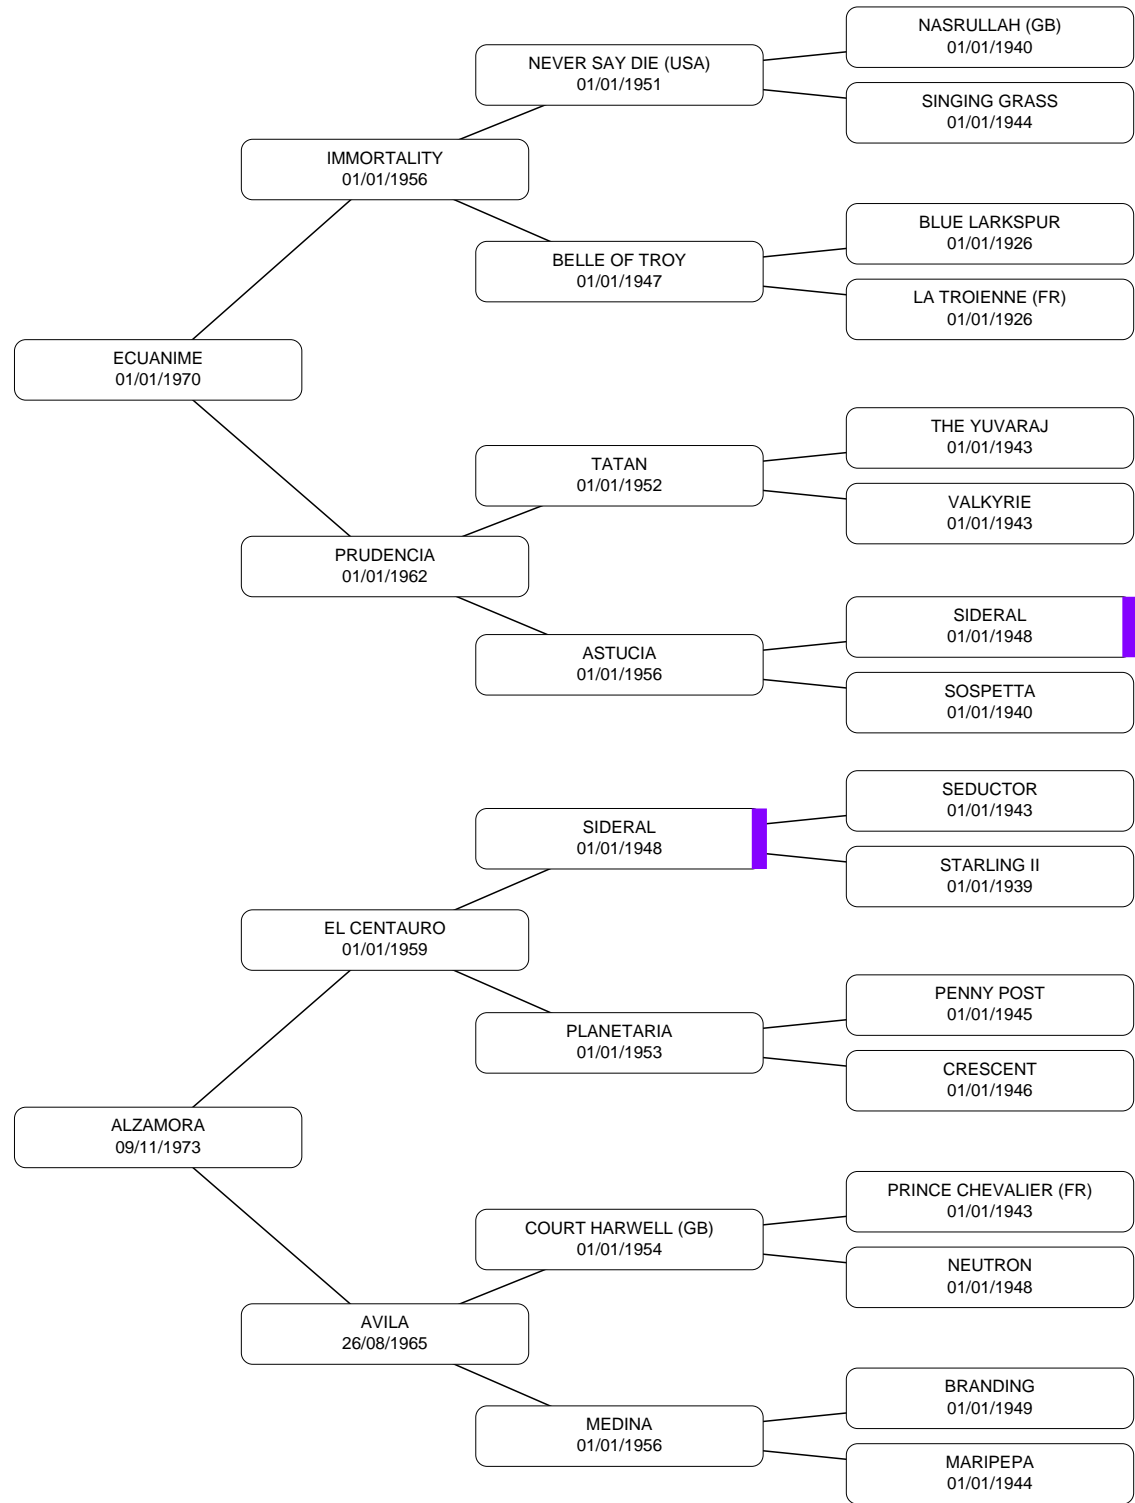 NASRULLAH (GB)
01/01/1940
NEVER SAY DIE (USA)
01/01/1951
SINGING GRASS
01/01/1944
IMMORTALITY
01/01/1956
BLUE LARKSPUR
01/01/1926
BELLE OF TROY
01/01/1947
LA TROIENNE (FR)
01/01/1926
ECUANIME
01/01/1970
THE YUVARAJ
01/01/1943
TATAN
01/01/1952
VALKYRIE
01/01/1943
PRUDENCIA
01/01/1962
SIDERAL
01/01/1948
ASTUCIA
01/01/1956
SOSPETTA
01/01/1940
SEDUCTOR
01/01/1943
SIDERAL
01/01/1948
STARLING II
01/01/1939
EL CENTAURO
01/01/1959
PENNY POST
01/01/1945
PLANETARIA
01/01/1953
CRESCENT
01/01/1946
ALZAMORA
09/11/1973
PRINCE CHEVALIER (FR)
01/01/1943
COURT HARWELL (GB)
01/01/1954
NEUTRON
01/01/1948
AVILA
26/08/1965
BRANDING
01/01/1949
MEDINA
01/01/1956
MARIPEPA
01/01/1944